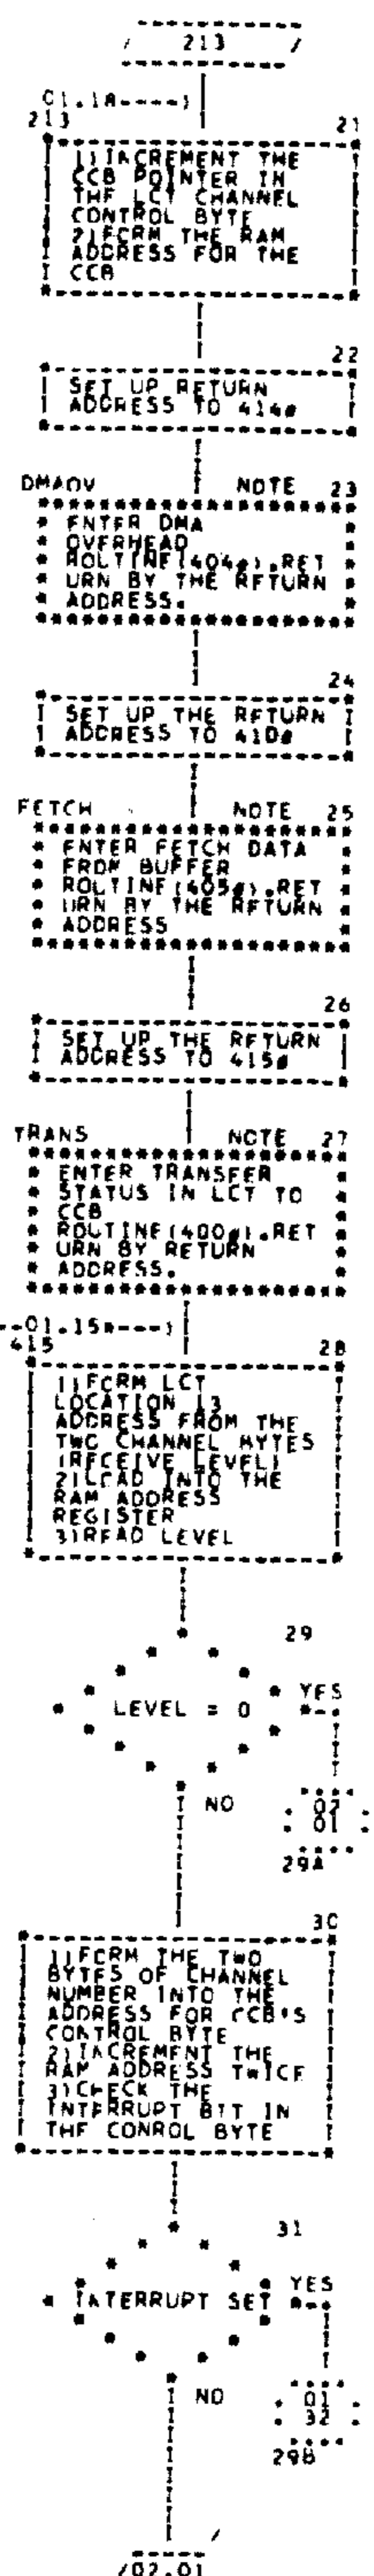 213
01.18
213 21
1)INCREMENT THE
CCB POINTER IN
THE LCT CHANNEL
CONTROL BYTE
2)FORM THE RAM
ADDRESS FOR THE
CCB
22
SET UP RETURN
ADDRESS TO 414#
DMAOV NOTE 23
ENTER DMA
OVERHEAD
ROUTINE(404#).RET
URN BY THE RETURN
ADDRESS.
24
SET UP THE RETURN
ADDRESS TO 410#
FETCH NOTE 25
ENTER FETCH DATA
FROM BUFFER
ROUTINE(405#).RET
URN BY THE RETURN
ADDRESS
26
SET UP THE RETURN
ADDRESS TO 415#
TRANS NOTE 27
ENTER TRANSFER
STATUS IN LCT TO
CCB
ROUTINE(400#).RET
URN BY RETURN
ADDRESS.
01.15
415 28
1)FORM LCT
LOCATION 13
ADDRESS FROM THE
TWO CHANNEL BYTES
(RECEIVE LEVEL)
2)LOAD INTO THE
RAM ADDRESS
REGISTER
3)READ LEVEL
29
LEVEL = 0 YES
NO
02
01
29A
30
1)FORM THE TWO
BYTES OF CHANNEL
NUMBER INTO THE
ADDRESS FOR CCB'S
CONTROL BYTE
2)INCREMENT THE
RAM ADDRESS TWICE
3)CHECK THE
INTERRUPT BIT IN
THE CONROL BYTE
31
INTERRUPT SET YES
NO
01
32
29B
/02.01